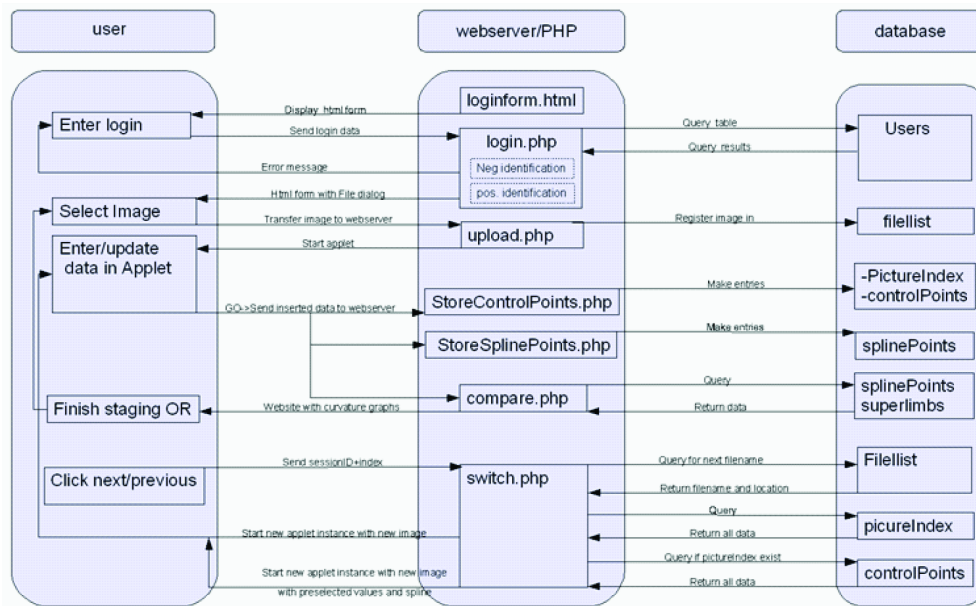 user
webserver/PHP
database
loginform.html
Display html form
Enter login
Send login data
login.php
Query table
Users
Query results
Neg identification
Error message
pos. identification
Html form with File dialog
Select Image
Transfer image to webserver
upload.php
Register image in
filellist
Start applet
Enter/update
data in Applet
-PictureIndex
-controlPoints
Make entries
StoreControlPoints.php
GO->Send inserted data to webserver
Make entries
StoreSplinePoints.php
splinePoints
Query
splinePoints
superlimbs
compare.php
Return data
Website with curvature graphs
Finish staging OR
Send sessionID+index
Query for next filename
Filellist
Click next/previous
switch.php
Return filename and location
Query
picureIndex
Start new applet instance with new image
Return all data
Query if pictureIndex exist
Start new applet instance with new image
with preselected values and spline
controlPoints
Return all data